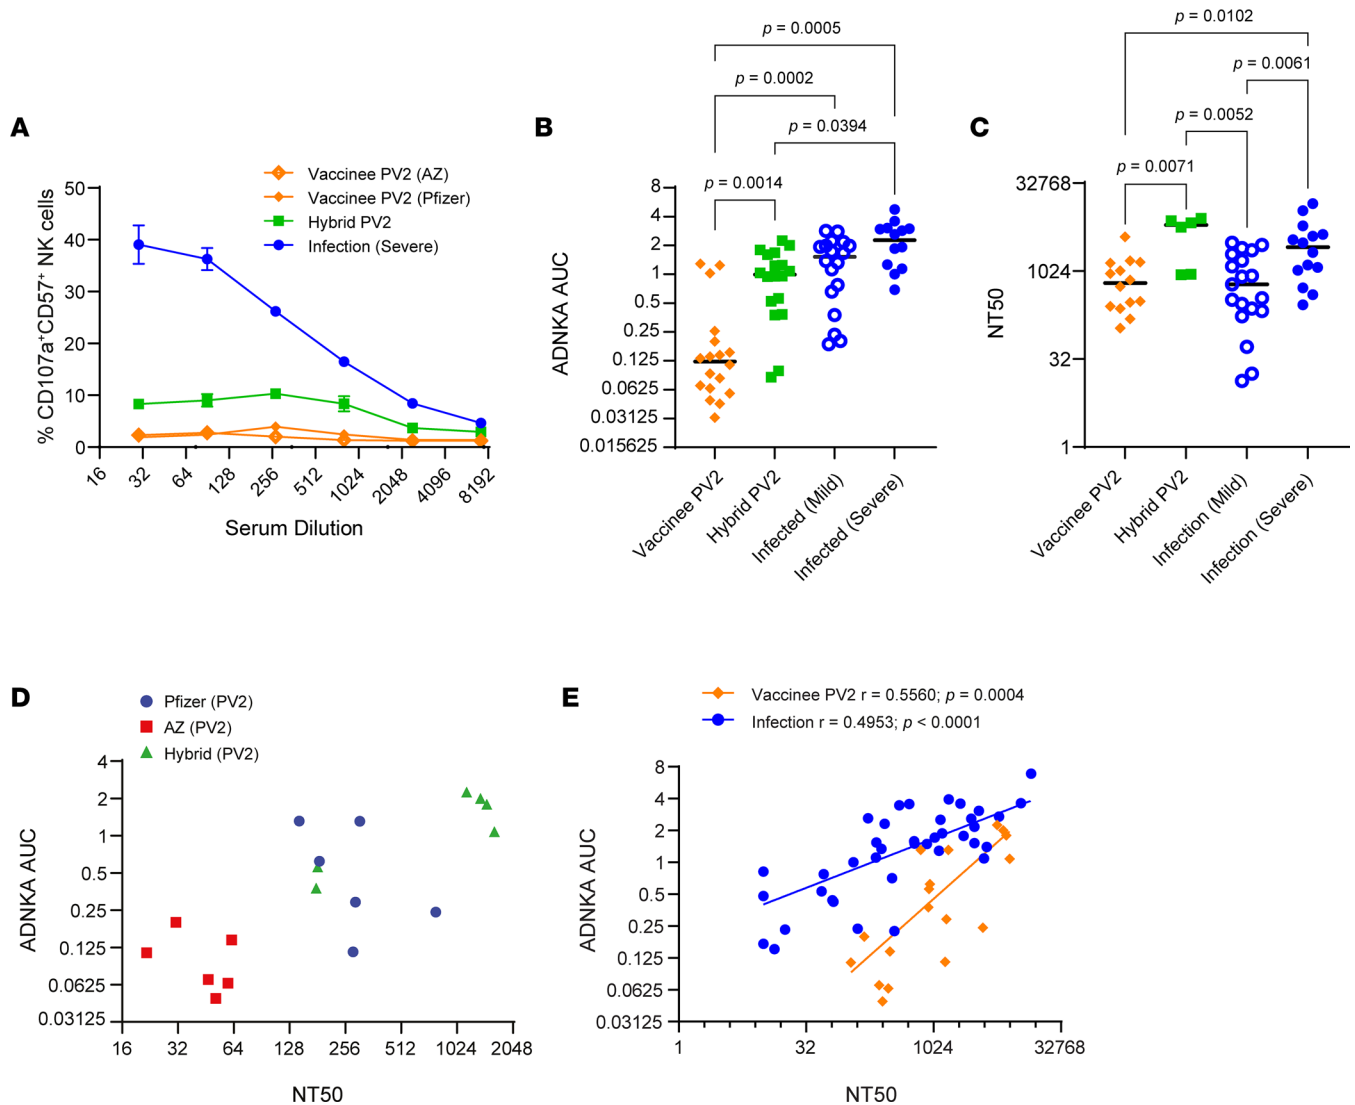 A
% CD107a⁺CD57⁺ NK cells
Vaccinee PV2 (AZ)
Vaccinee PV2 (Pfizer)
Hybrid PV2
Infection (Severe)
50
40
30
20
10
0
16 32 64 128 256 512 1024 2048 4096 8192
Serum Dilution
B
p = 0.0005
p = 0.0002
p = 0.0394
p = 0.0014
ADNKA AUC
8
4
2
1
0.5
0.25
0.125
0.0625
0.03125
0.015625
Vaccinee PV2
Hybrid PV2
Infected (Mild)
Infected (Severe)
C
p = 0.0102
p = 0.0061
p = 0.0052
p = 0.0071
NT50
32768
1024
32
1
Vaccinee PV2
Hybrid PV2
Infection (Mild)
Infection (Severe)
D
Pfizer (PV2)
AZ (PV2)
Hybrid (PV2)
ADNKA AUC
4
2
1
0.5
0.25
0.125
0.0625
0.03125
16 32 64 128 256 512 1024 2048
NT50
E
Vaccinee PV2 r = 0.5560; p = 0.0004
Infection r = 0.4953; p < 0.0001
ADNKA AUC
8
4
2
1
0.5
0.25
0.125
0.0625
0.03125
1 32 1024 32768
NT50